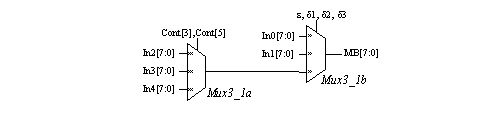 s, δ1, δ2, δ3
Cont[3],Cont[5]
In0[7:0]
In1[7:0]
MB[7:0]
In2[7:0]
In3[7:0]
In4[7:0]
Mux3_1a
Mux3_1b